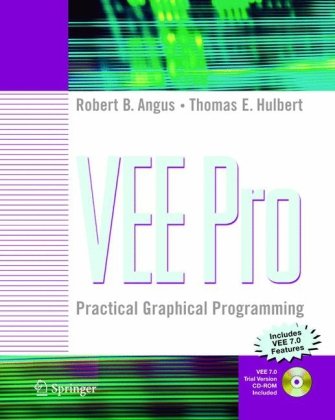 Robert B. Angus • Thomas E. Hulbert
VEE Pro
Practical Graphical Programming
Includes
VEE 7.0
Features
VEE 7.0
Trial Version
CD-ROM
Included
Springer